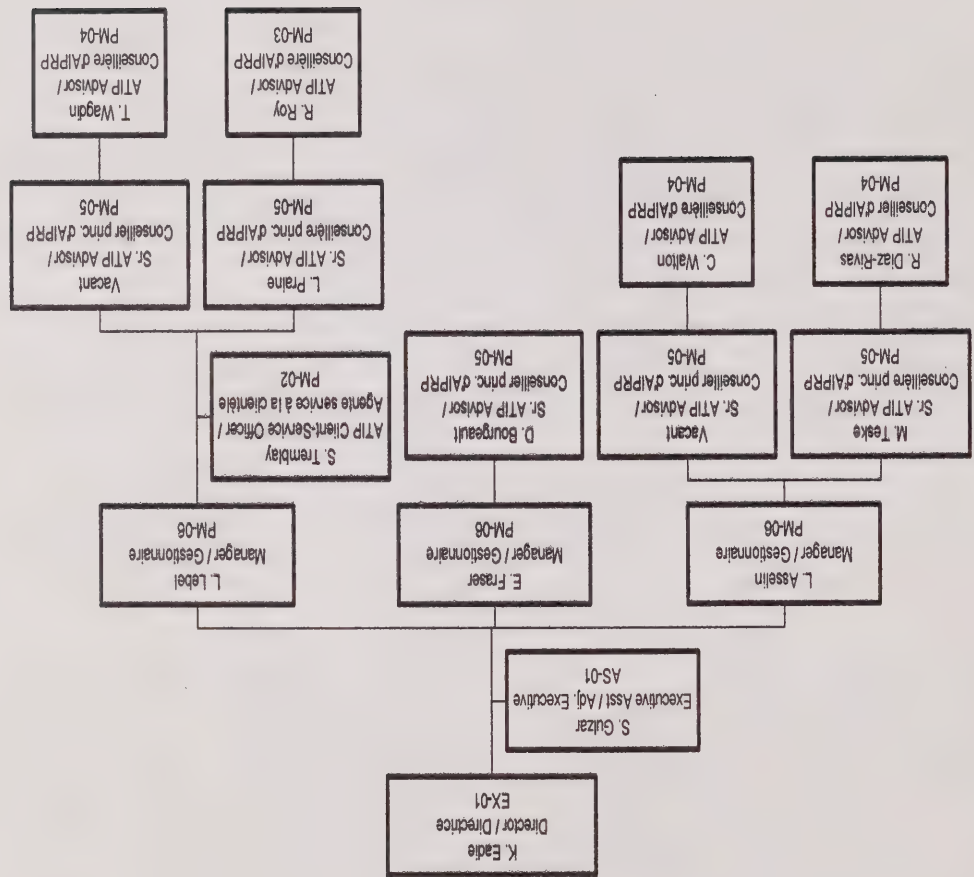 K. Eadie
Director / Directrice
EX-01
S. Gulzar
Executive Asst / Adj. Executive
AS-01
L. Asselin
Manager / Gestionnaire
PM-06
E. Fraser
Manager / Gestionnaire
PM-06
L. Lebel
Manager / Gestionnaire
PM-06
S. Tremblay
ATIP Client-Service Officer /
Agente service à la clientèle
PM-02
M. Teske
Sr. ATIP Advisor /
Conseillère princ. d'AIPRP
PM-05
Vacant
Sr. ATIP Advisor /
Conseiller princ. d'AIPRP
PM-05
D. Bourgeault
Sr. ATIP Advisor /
Conseiller princ. d'AIPRP
PM-05
L. Praine
Sr. ATIP Advisor /
Conseillère princ. d'AIPRP
PM-05
Vacant
Sr. ATIP Advisor /
Conseiller princ. d'AIPRP
PM-05
R. Diaz-Rivas
ATIP Advisor /
Conseiller d'AIPRP
PM-04
C. Walton
ATIP Advisor /
Conseillère d'AIPRP
PM-04
R. Roy
ATIP Advisor /
Conseillère d'AIPRP
PM-03
T. Wagdin
ATIP Advisor /
Conseillère d'AIPRP
PM-04